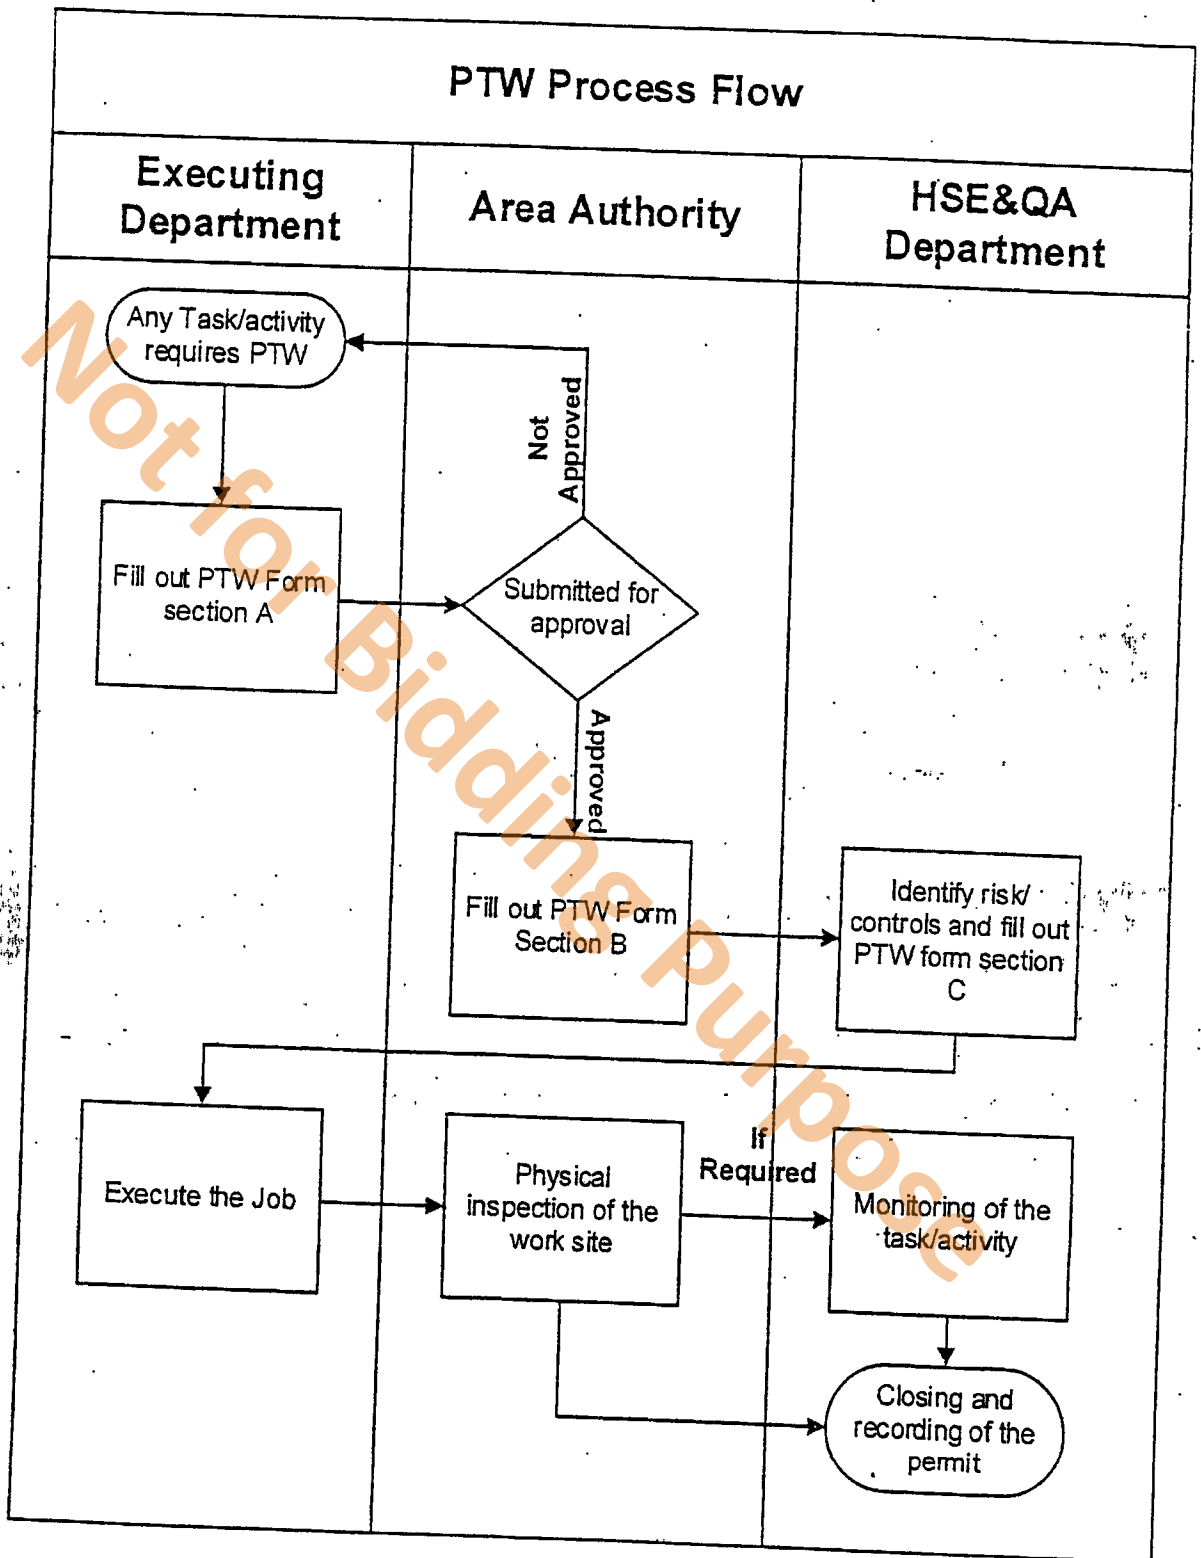 PTW Process Flow
Executing
Department
Area Authority
HSE&QA
Department
Any Task/activity
requires PTW
Not
Approved
Fill out PTW Form
section A
Submitted for
approval
Approved
Fill out PTW Form
Section B
Identify risk/
controls and fill out
PTW form section
C
Execute the Job
Physical
inspection of the
work site
If
Required
Monitoring of the
task/activity
Closing and
recording of the
permit
Not for Bidding Purpose